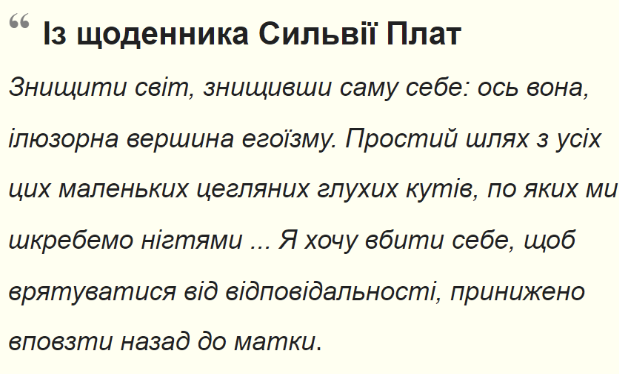 “ Із щоденника Сильвії Плат
Знищити світ, знищивши саму себе: ось вона,
ілюзорна вершина егоїзму. Простий шлях з усіх
цих маленьких цегляних глухих кутів, по яких ми
шкребемо нігтями ... Я хочу вбити себе, щоб
врятуватися від відповідальності, принижено
вповзти назад до матки.